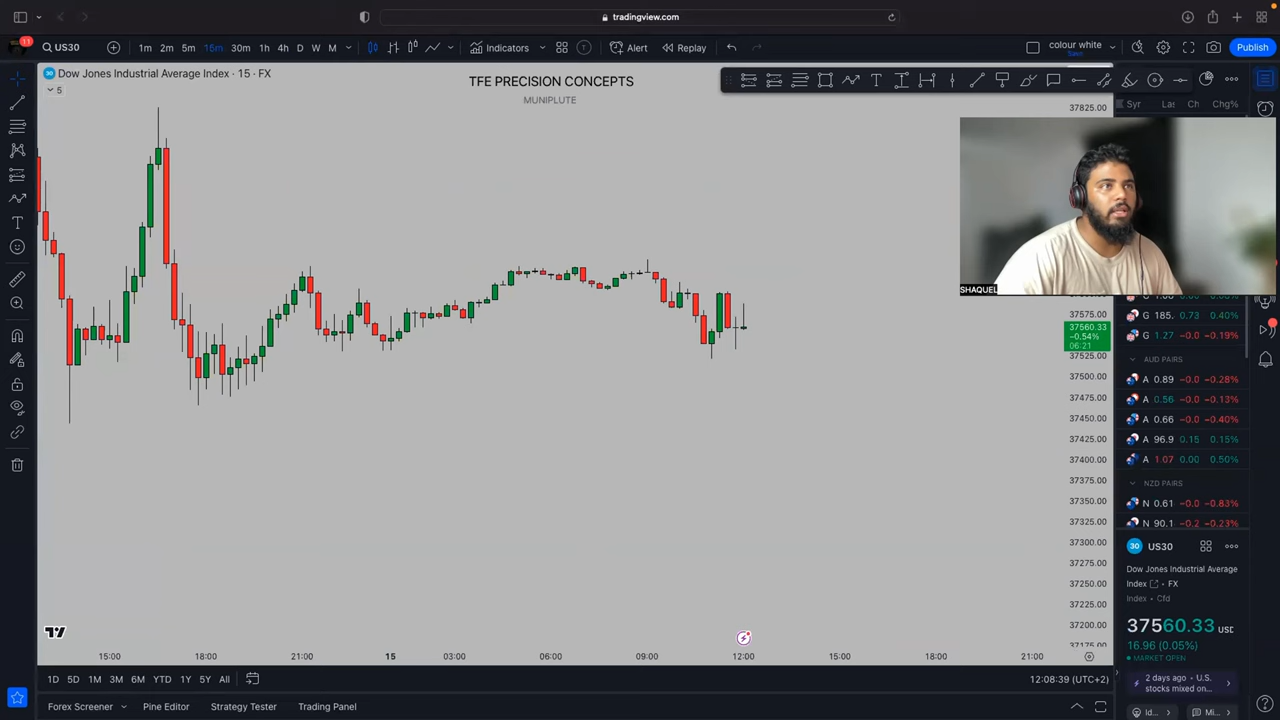 tradingview.com
11
US30
1m 2m 5m 15m 30m 1h 4h D W M
Indicators
Alert
Replay
colour white
Publish
30 Dow Jones Industrial Average Index · 15 · FX
5
TFE PRECISION CONCEPTS
MUNIPLUTE
37825.00
37575.00
37560.33
−0.54%
06:21
37525.00
37500.00
37475.00
37450.00
37425.00
37400.00
37375.00
37350.00
37325.00
37300.00
37275.00
37250.00
37225.00
37200.00
37175.00
Chg%
SHAQUEL
G 185. 0.73 0.40%
G 1.27 −0.0 −0.19%
AUD PAIRS
A 0.89 −0.0 −0.28%
A 0.56 −0.0 −0.13%
A 0.66 −0.0 −0.40%
A 96.9 0.15 0.15%
A 1.07 0.00 0.50%
NZD PAIRS
N 0.61 −0.0 −0.83%
N 90.1 −0.2 −0.23%
30 US30
Dow Jones Industrial Average
Index · FX
Index • Cfd
37560.33 USD
16.96 (0.05%)
MARKET OPEN
2 days ago • U.S.
stocks mixed on...
Id... Mi...
15:00 18:00 21:00 15 03:00 06:00 09:00 12:00 15:00 18:00 21:00
1D 5D 1M 3M 6M YTD 1Y 5Y All
12:08:39 (UTC+2)
Forex Screener Pine Editor Strategy Tester Trading Panel